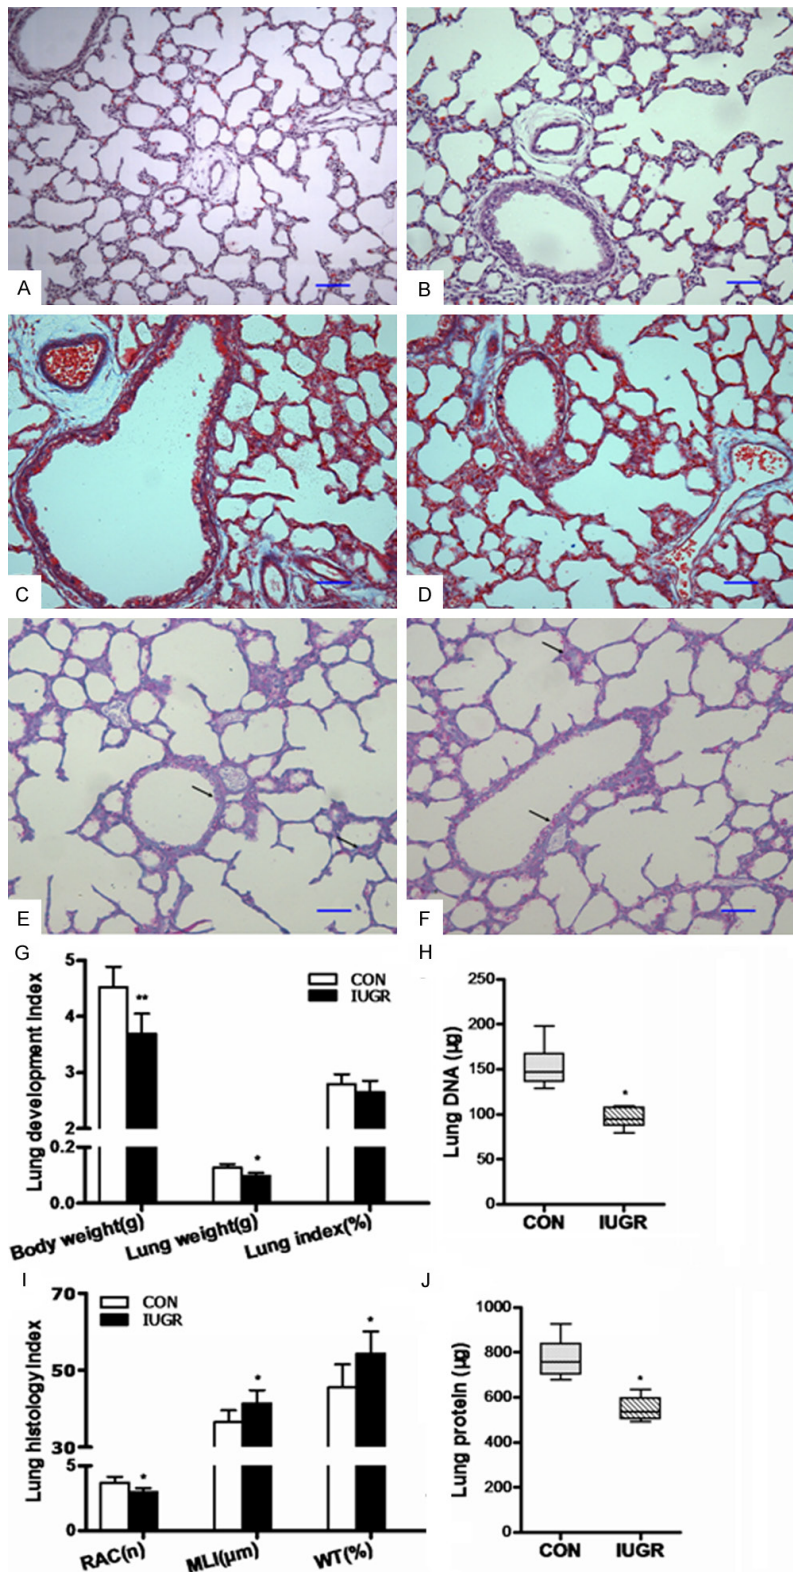 A
B
C
D
E
F
G
5
4
3
2
0.2
0.0
Lung development Index
CON
IUGR
**
*
Body weight(g)
Lung weight(g)
Lung index(%)
H
250
200
150
100
50
0
Lung DNA (µg)
*
CON
IUGR
I
70
50
30
5
0
Lung histology Index
CON
IUGR
*
*
*
RAC(n)
MLI(µm)
WT(%)
J
1000
800
600
400
200
0
Lung protein (µg)
*
CON
IUGR